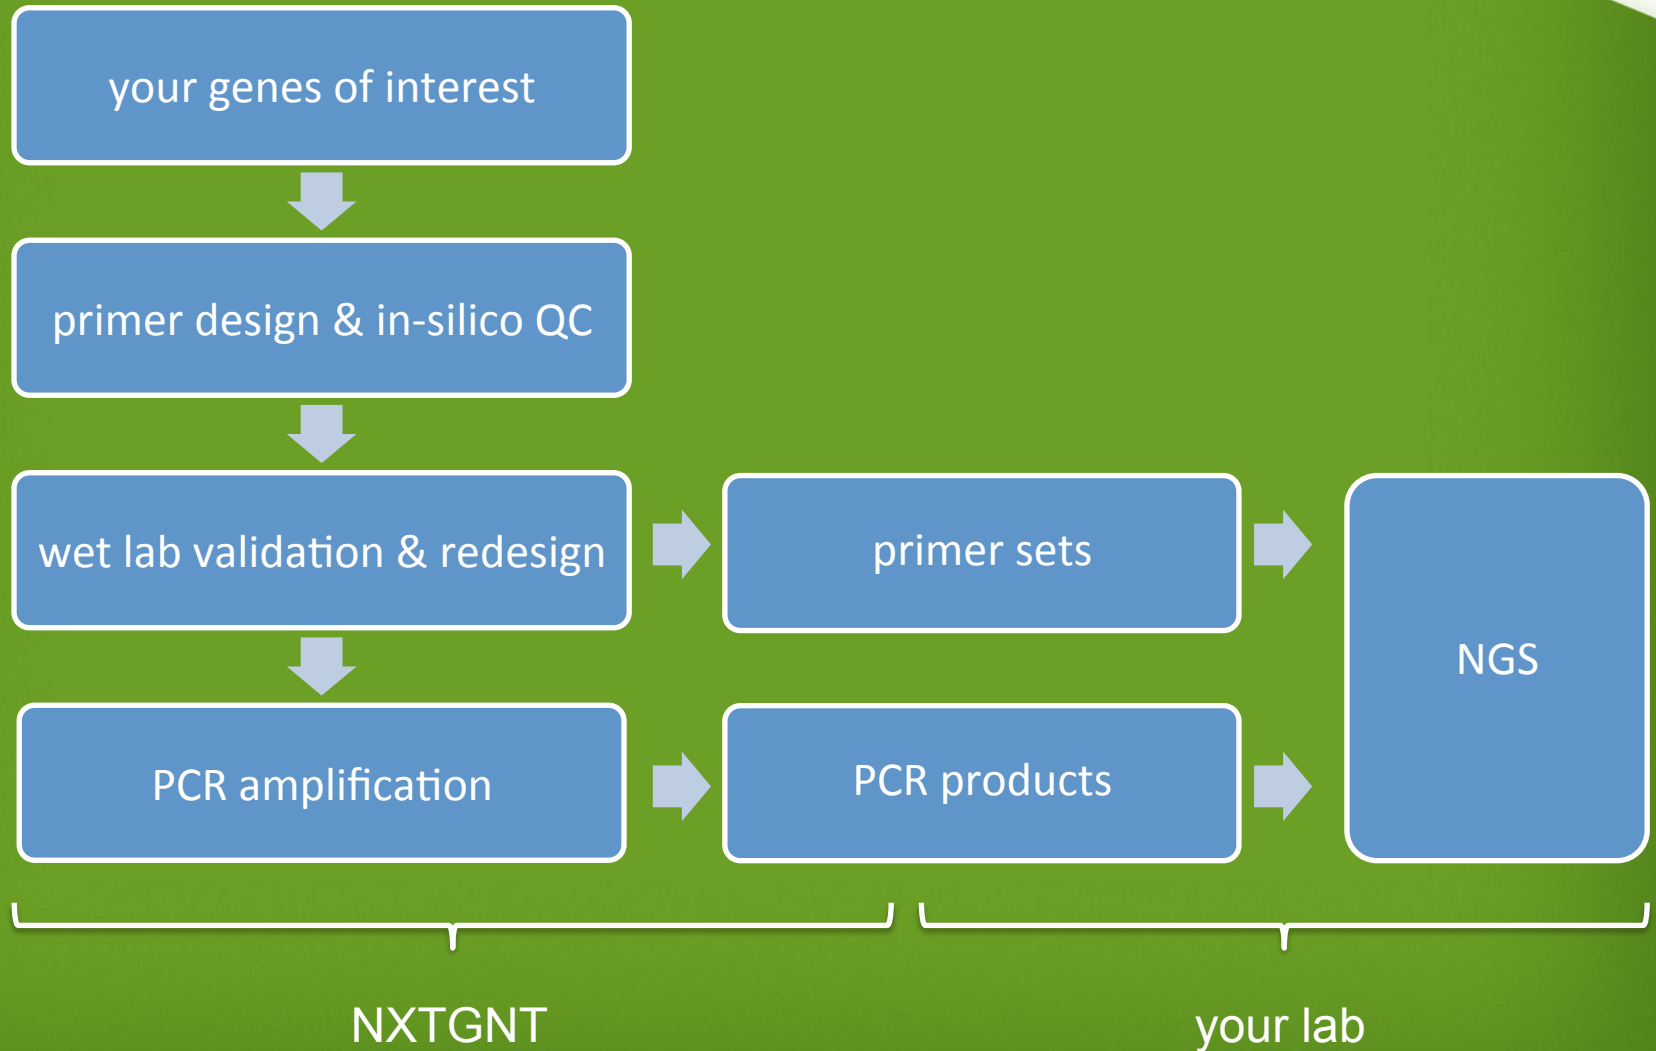 your genes of interest
primer design & in-silico QC
wet lab validation & redesign
primer sets
NGS
PCR amplification
PCR products
NXTGNT
your lab